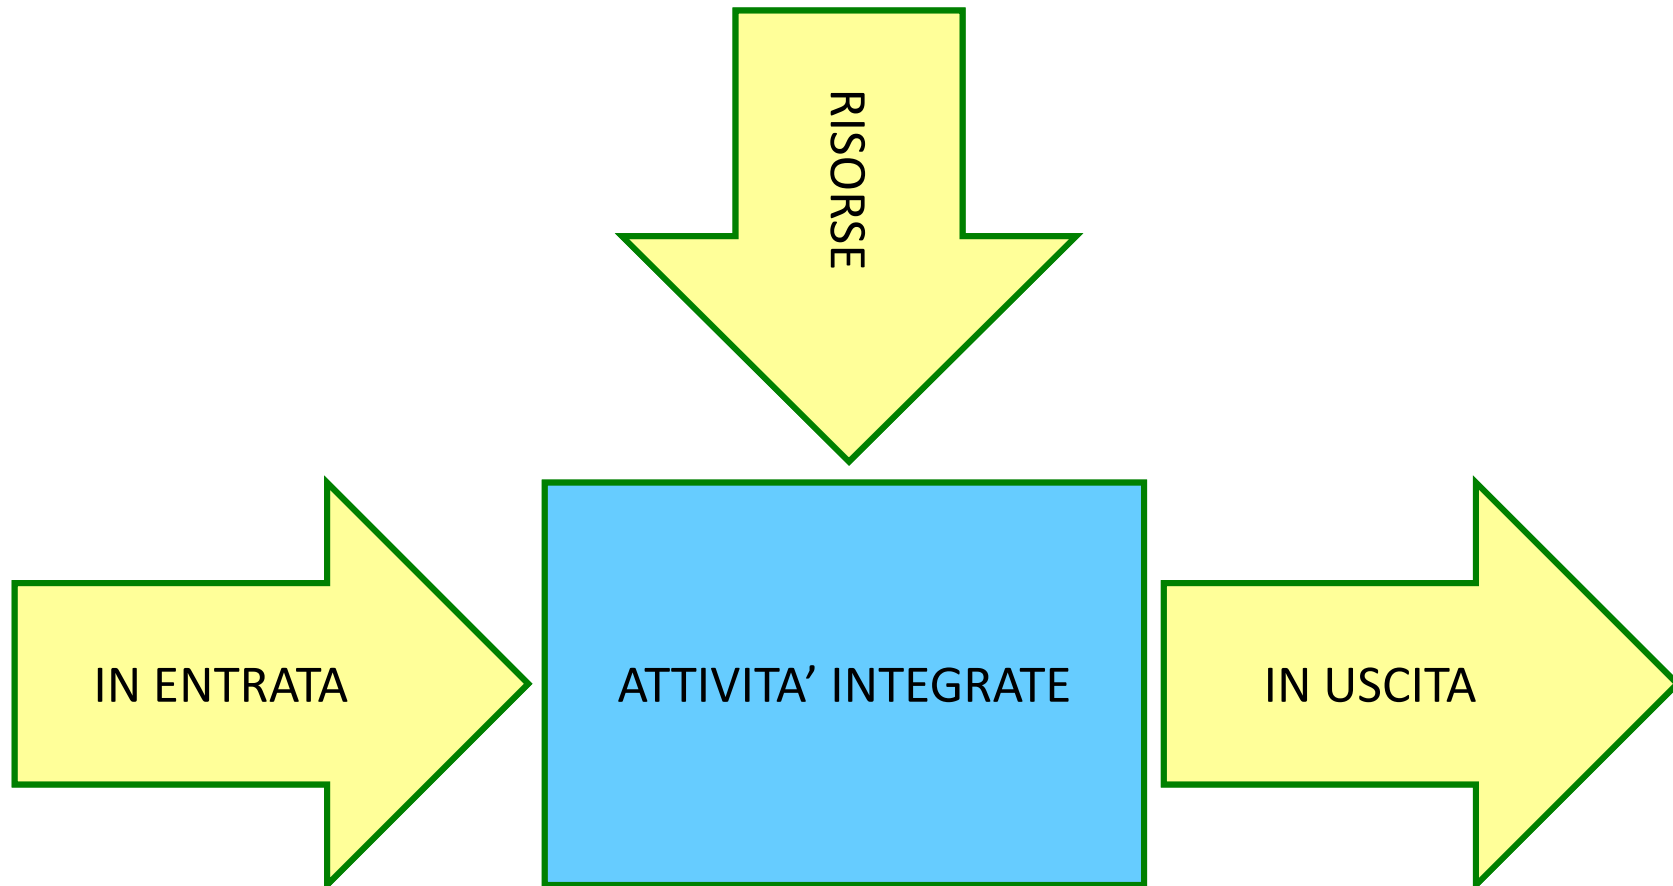 RISORSE
IN ENTRATA
ATTIVITA’ INTEGRATE
IN USCITA